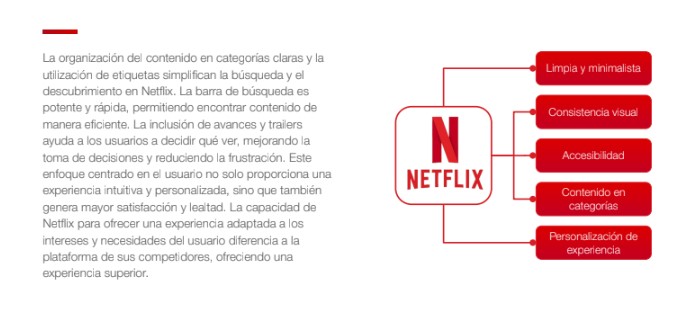 La organización del contenido en categorías claras y la
utilización de etiquetas simplifican la búsqueda y el
descubrimiento en Netflix. La barra de búsqueda es
potente y rápida, permitiendo encontrar contenido de
manera eficiente. La inclusión de avances y trailers
ayuda a los usuarios a decidir qué ver, mejorando la
toma de decisiones y reduciendo la frustración. Este
enfoque centrado en el usuario no solo proporciona una
experiencia intuitiva y personalizada, sino que también
genera mayor satisfacción y lealtad. La capacidad de
Netflix para ofrecer una experiencia adaptada a los
intereses y necesidades del usuario diferencia a la
plataforma de sus competidores, ofreciendo una
experiencia superior.
N
NETFLIX
Limpia y minimalista
Consistencia visual
Accesibilidad
Contenido en
categorías
Personalización de
experiencia